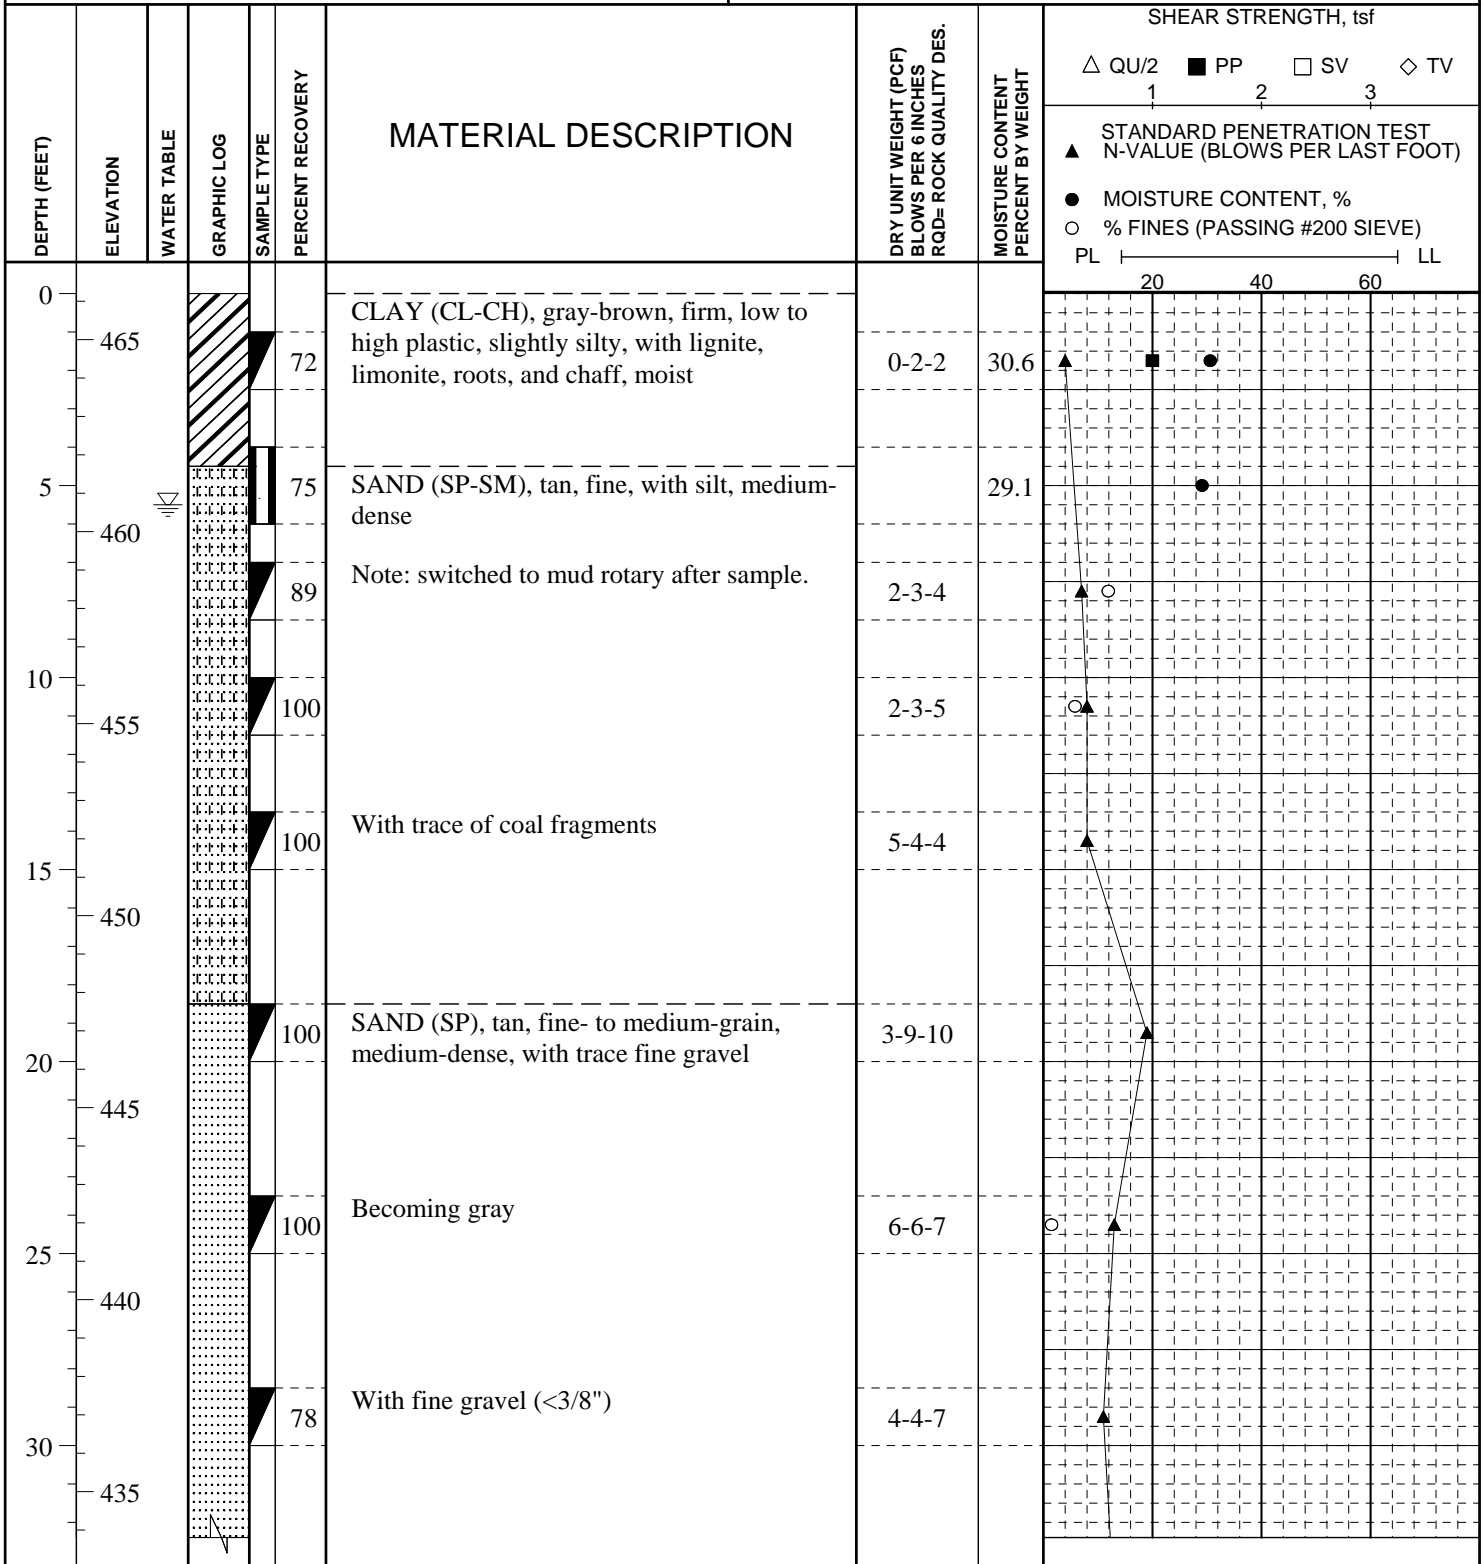 DEPTH (FEET)
ELEVATION
WATER TABLE
GRAPHIC LOG
SAMPLE TYPE
PERCENT RECOVERY
MATERIAL DESCRIPTION
DRY UNIT WEIGHT (PCF)
BLOWS PER 6 INCHES
RQD= ROCK QUALITY DES.
MOISTURE CONTENT
PERCENT BY WEIGHT
SHEAR STRENGTH, tsf
QU/2 PP SV TV
1 2 3
STANDARD PENETRATION TEST
N-VALUE (BLOWS PER LAST FOOT)
MOISTURE CONTENT, %
% FINES (PASSING #200 SIEVE)
PL LL
20 40 60
0
CLAY (CL-CH), gray-brown, firm, low to
465
high plastic, slightly silty, with lignite,
72 0-2-2 30.6
limonite, roots, and chaff, moist
5 75 SAND (SP-SM), tan, fine, with silt, medium- 29.1
dense
460
Note: switched to mud rotary after sample.
89 2-3-4
10
100 2-3-5
455
With trace of coal fragments
100 5-4-4
15
450
SAND (SP), tan, fine- to medium-grain,
100 3-9-10
medium-dense, with trace fine gravel
20
445
Becoming gray
100 6-6-7
25
440
With fine gravel (<3/8")
78 4-4-7
30
435